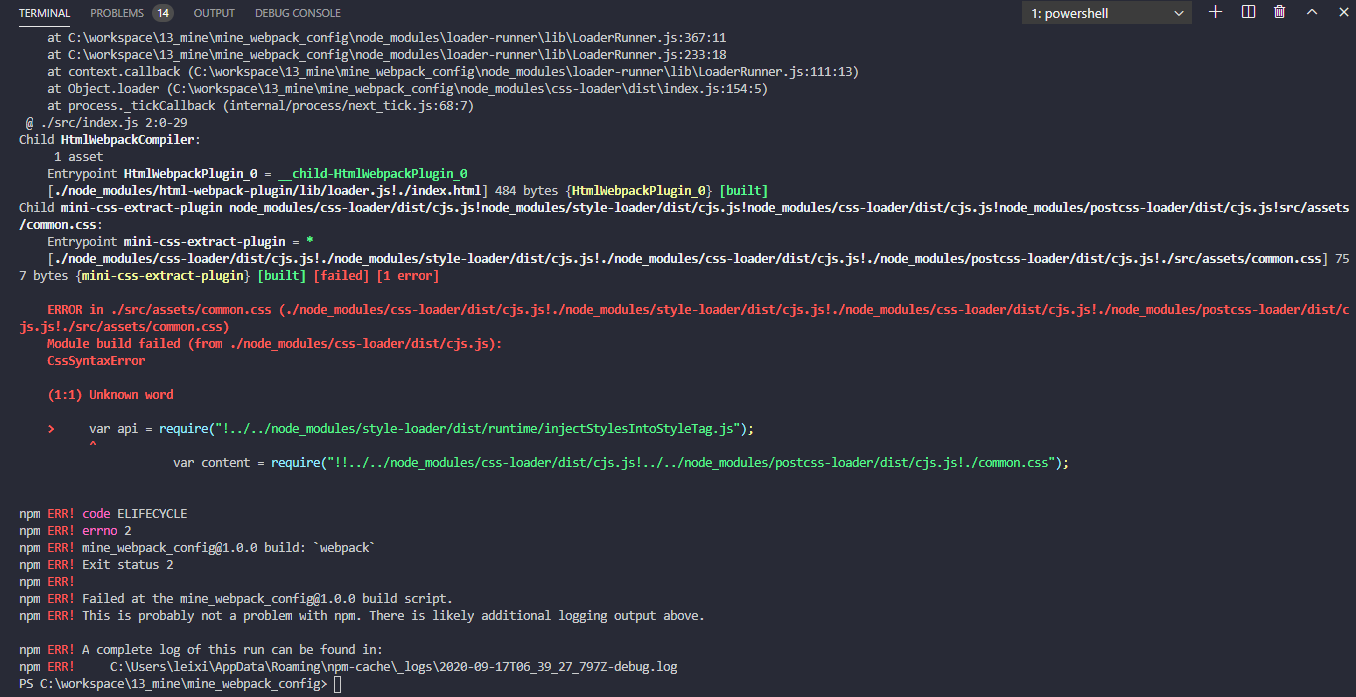 TERMINAL PROBLEMS 14 OUTPUT DEBUG CONSOLE 1: powershell
at C:\workspace\13_mine\mine_webpack_config\node_modules\loader-runner\lib\LoaderRunner.js:367:11
at C:\workspace\13_mine\mine_webpack_config\node_modules\loader-runner\lib\LoaderRunner.js:233:18
at context.callback (C:\workspace\13_mine\mine_webpack_config\node_modules\loader-runner\lib\LoaderRunner.js:111:13)
at Object.loader (C:\workspace\13_mine\mine_webpack_config\node_modules\css-loader\dist\index.js:154:5)
at process._tickCallback (internal/process/next_tick.js:68:7)
@ ./src/index.js 2:0-29
Child HtmlWebpackCompiler:
1 asset
Entrypoint HtmlWebpackPlugin_0 = __child-HtmlWebpackPlugin_0
[./node_modules/html-webpack-plugin/lib/loader.js!./index.html] 484 bytes {HtmlWebpackPlugin_0} [built]
Child mini-css-extract-plugin node_modules/css-loader/dist/cjs.js!node_modules/style-loader/dist/cjs.js!node_modules/css-loader/dist/cjs.js!node_modules/postcss-loader/dist/cjs.js!src/assets
/common.css:
Entrypoint mini-css-extract-plugin = *
[./node_modules/css-loader/dist/cjs.js!./node_modules/style-loader/dist/cjs.js!./node_modules/css-loader/dist/cjs.js!./node_modules/postcss-loader/dist/cjs.js!./src/assets/common.css] 75
7 bytes {mini-css-extract-plugin} [built] [failed] [1 error]
ERROR in ./src/assets/common.css (./node_modules/css-loader/dist/cjs.js!./node_modules/style-loader/dist/cjs.js!./node_modules/css-loader/dist/cjs.js!./node_modules/postcss-loader/dist/c
js.js!./src/assets/common.css)
Module build failed (from ./node_modules/css-loader/dist/cjs.js):
CssSyntaxError
(1:1) Unknown word
> var api = require("!../../node_modules/style-loader/dist/runtime/injectStylesIntoStyleTag.js");
^
var content = require("!!../../node_modules/css-loader/dist/cjs.js!../../node_modules/postcss-loader/dist/cjs.js!./common.css");
npm ERR! code ELIFECYCLE
npm ERR! errno 2
npm ERR! mine_webpack_config@1.0.0 build: `webpack`
npm ERR! Exit status 2
npm ERR!
npm ERR! Failed at the mine_webpack_config@1.0.0 build script.
npm ERR! This is probably not a problem with npm. There is likely additional logging output above.
npm ERR! A complete log of this run can be found in:
npm ERR! C:\Users\leixi\AppData\Roaming\npm-cache\_logs\2020-09-17T06_39_27_797Z-debug.log
PS C:\workspace\13_mine\mine_webpack_config>